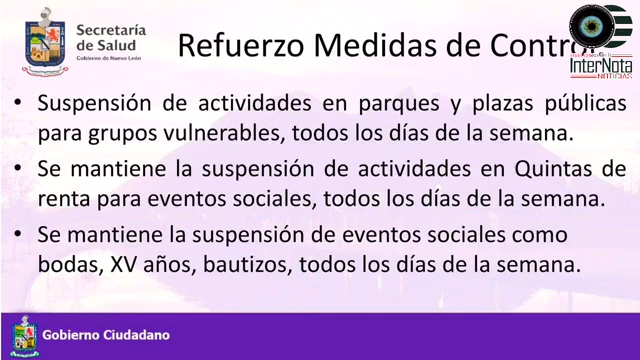 Secretaría
de Salud
Gobierno de Nuevo León
Refuerzo Medidas de Control
InterNota
NOTICIAS
• Suspensión de actividades en parques y plazas públicas
para grupos vulnerables, todos los días de la semana.
• Se mantiene la suspensión de actividades en Quintas de
renta para eventos sociales, todos los días de la semana.
• Se mantiene la suspensión de eventos sociales como
bodas, XV años, bautizos, todos los días de la semana.
Gobierno Ciudadano